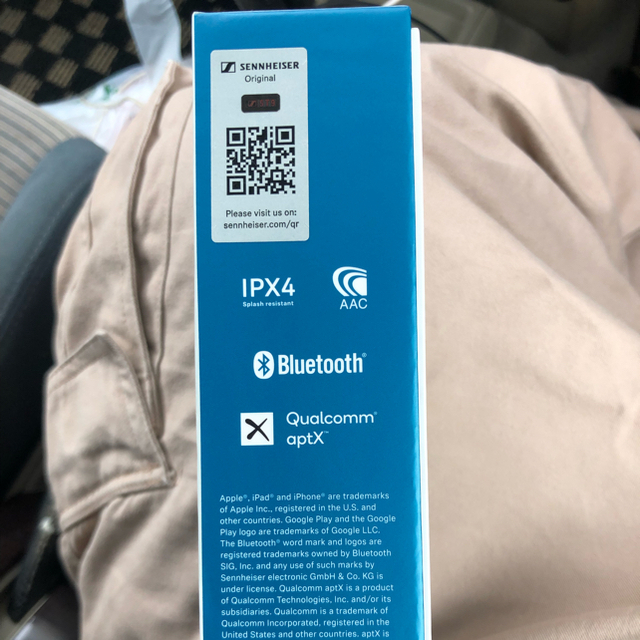 SENNHEISER
Original
Please visit us on:
sennheiser.com/qr
IPX4
Splash resistant
AAC
Bluetooth®
Qualcomm®
aptX™
Apple®, iPad® and iPhone® are trademarks
of Apple Inc., registered in the U.S. and
other countries. Google Play and the Google
Play logo are trademarks of Google LLC.
The Bluetooth® word mark and logos are
registered trademarks owned by Bluetooth
SIG, Inc. and any use of such marks by
Sennheiser electronic GmbH & Co. KG is
under license. Qualcomm aptX is a product
of Qualcomm Technologies, Inc. and/or its
subsidiaries. Qualcomm is a trademark of
Qualcomm Incorporated, registered in the
United States and other countries. aptX is